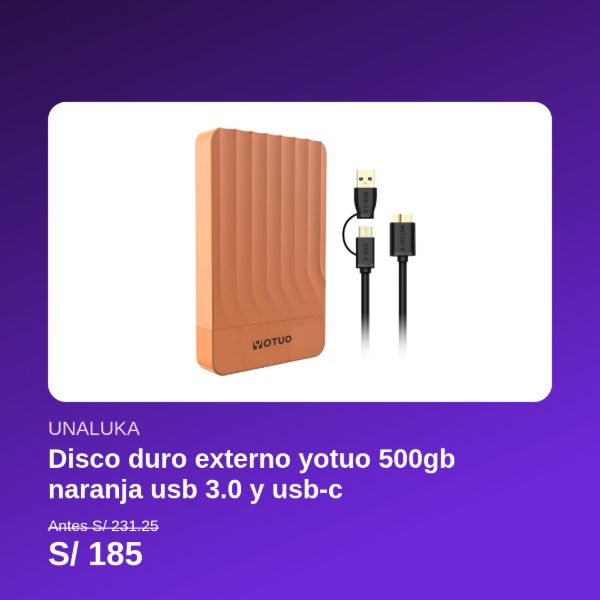 YOTUO
UNALUKA
Disco duro externo yotuo 500gb
naranja usb 3.0 y usb-c
Antes S/ 231.25
S/ 185